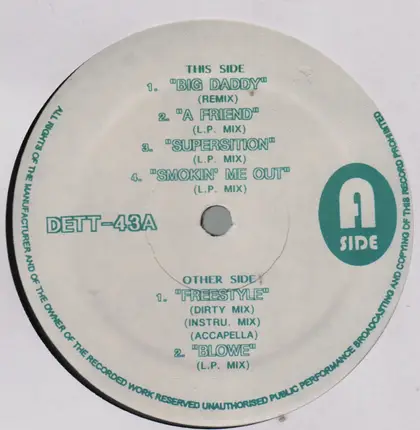 THIS SIDE
1. "BIG DADDY"
(REMIX)
2. "A FRIEND"
(L.P. MIX)
3. "SUPERSITION"
(L.P. MIX)
4. "SMOKIN' ME OUT"
(L.P. MIX)
DETT-43A
A
SIDE
OTHER SIDE
1. "FREESTYLE"
(DIRTY MIX)
(INSTRU. MIX)
(ACCAPELLA)
2. "BLOWE"
(L.P. MIX)
ALL RIGHTS OF THE MANUFACTURER AND OF THE OWNER OF THE RECORDED WORK RESERVED UNAUTHORISED PUBLIC PERFORMANCE BROADCASTING AND COPYING OF THIS RECORD PROHIBITED